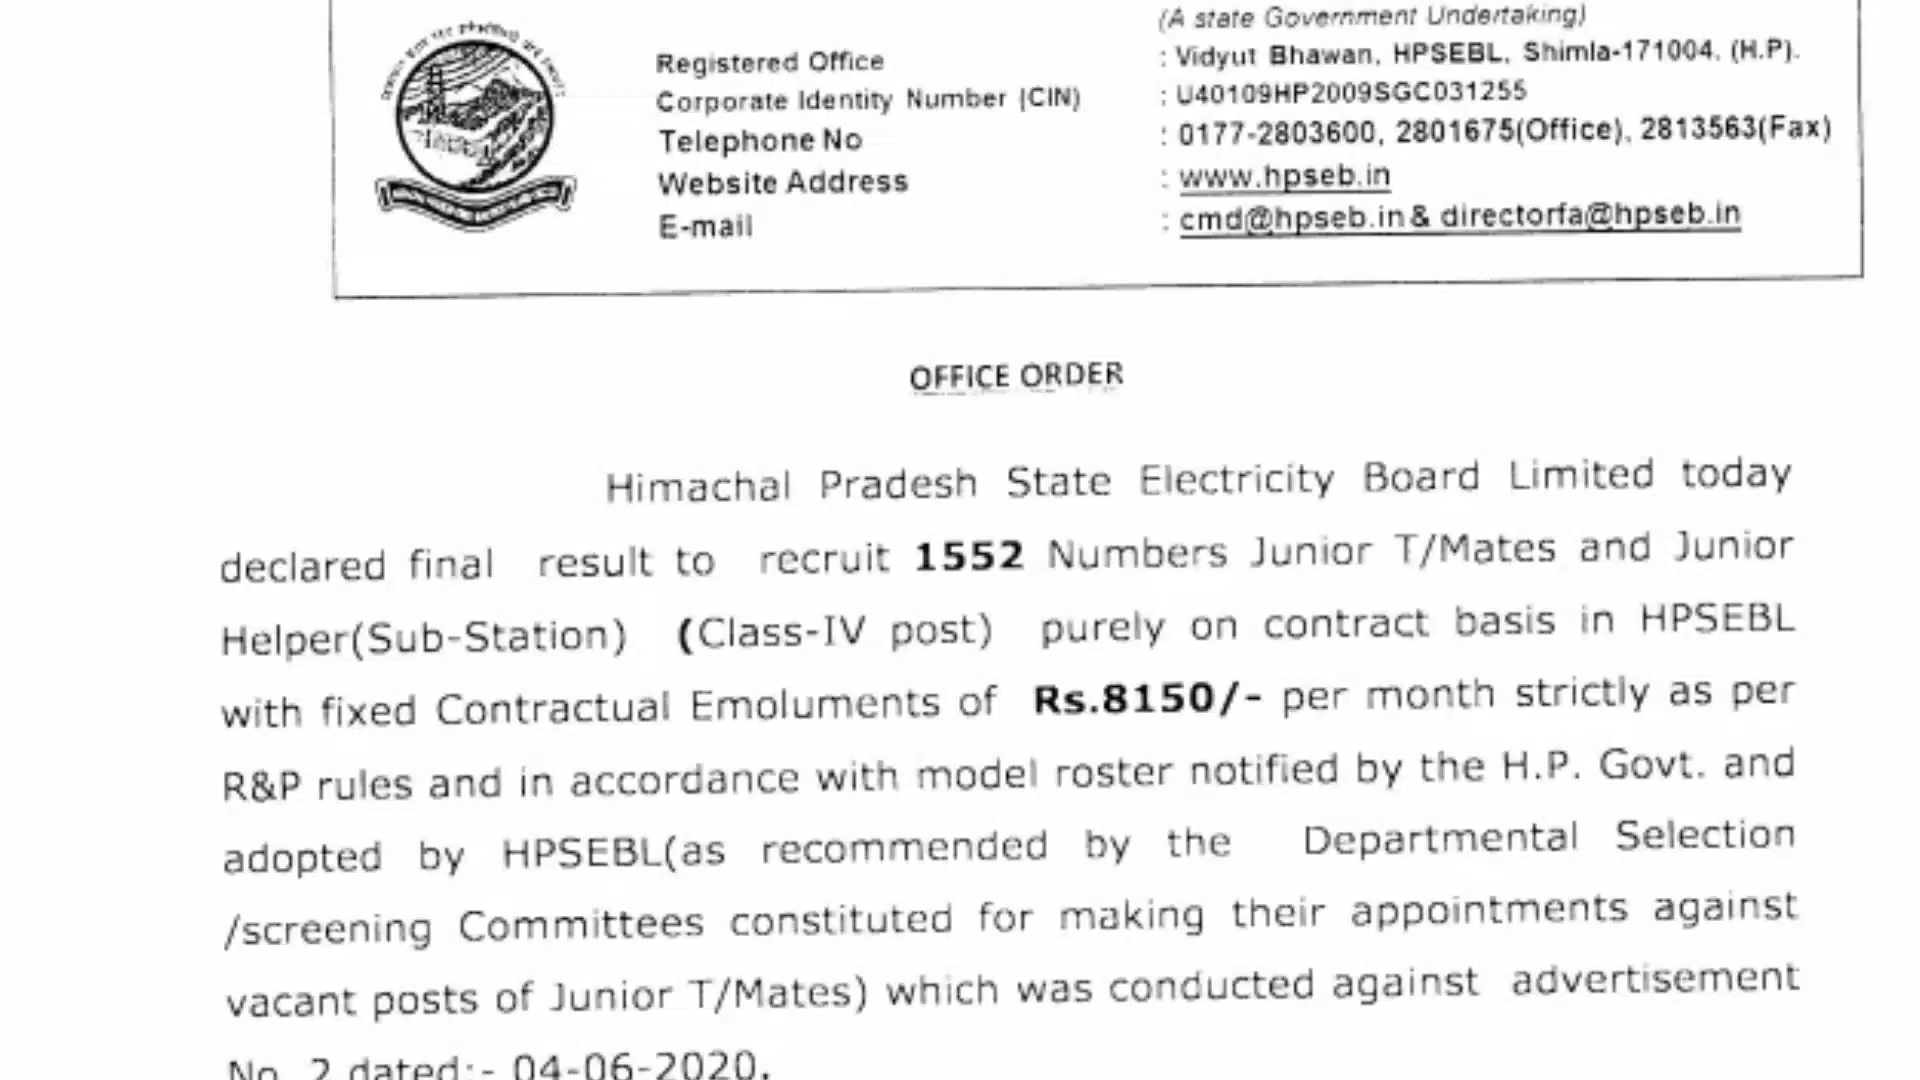 (A state Government Undertaking)
Registered Office : Vidyut Bhawan, HPSEBL, Shimla-171004. (H.P).
Corporate Identity Number (CIN) : U40109HP2009SGC031255
Telephone No : 0177-2803600, 2801675(Office), 2813563(Fax)
Website Address : www.hpseb.in
E-mail : cmd@hpseb.in& directorfa@hpseb.in
OFFICE ORDER
Himachal Pradesh State Electricity Board Limited today
declared final result to recruit 1552 Numbers Junior T/Mates and Junior
Helper(Sub-Station) (Class-IV post) purely on contract basis in HPSEBL
with fixed Contractual Emoluments of Rs.8150/- per month strictly as per
R&P rules and in accordance with model roster notified by the H.P. Govt. and
adopted by HPSEBL(as recommended by the Departmental Selection
/screening Committees constituted for making their appointments against
vacant posts of Junior T/Mates) which was conducted against advertisement
No. 2 dated:- 04-06-2020.